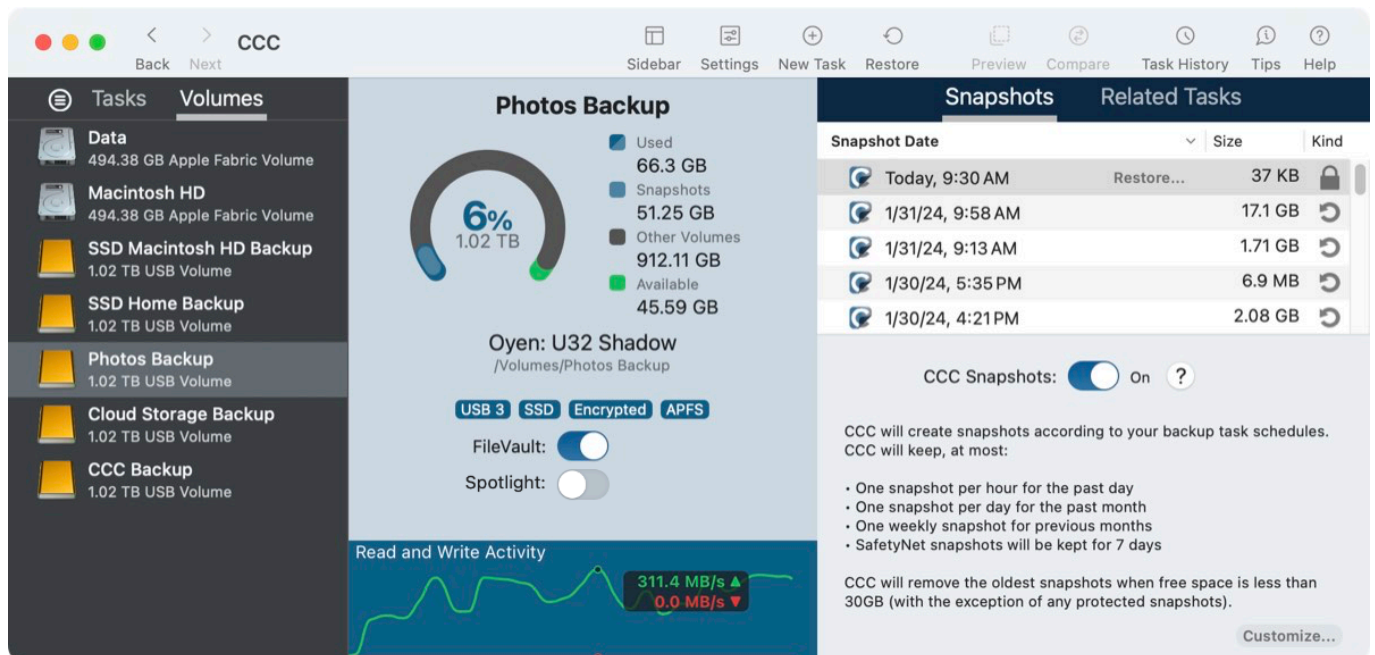 CCC
Back
Next
Sidebar
Settings
New Task
Restore
Preview
Compare
Task History
Tips
Help
Tasks
Volumes
Data
494.38 GB Apple Fabric Volume
Macintosh HD
494.38 GB Apple Fabric Volume
SSD Macintosh HD Backup
1.02 TB USB Volume
SSD Home Backup
1.02 TB USB Volume
Photos Backup
1.02 TB USB Volume
Cloud Storage Backup
1.02 TB USB Volume
CCC Backup
1.02 TB USB Volume
Photos Backup
6%
1.02 TB
Used
66.3 GB
Snapshots
51.25 GB
Other Volumes
912.11 GB
Available
45.59 GB
Oyen: U32 Shadow
/Volumes/Photos Backup
USB 3 SSD Encrypted APFS
FileVault:
Spotlight:
Read and Write Activity
311.4 MB/s ▲
0.0 MB/s ▼
Snapshots
Related Tasks
Snapshot Date Size Kind
Today, 9:30 AM Restore... 37 KB
1/31/24, 9:58 AM 17.1 GB
1/31/24, 9:13 AM 1.71 GB
1/30/24, 5:35 PM 6.9 MB
1/30/24, 4:21 PM 2.08 GB
CCC Snapshots: On ?
CCC will create snapshots according to your backup task schedules.
CCC will keep, at most:
• One snapshot per hour for the past day
• One snapshot per day for the past month
• One weekly snapshot for previous months
• SafetyNet snapshots will be kept for 7 days
CCC will remove the oldest snapshots when free space is less than
30GB (with the exception of any protected snapshots).
Customize...